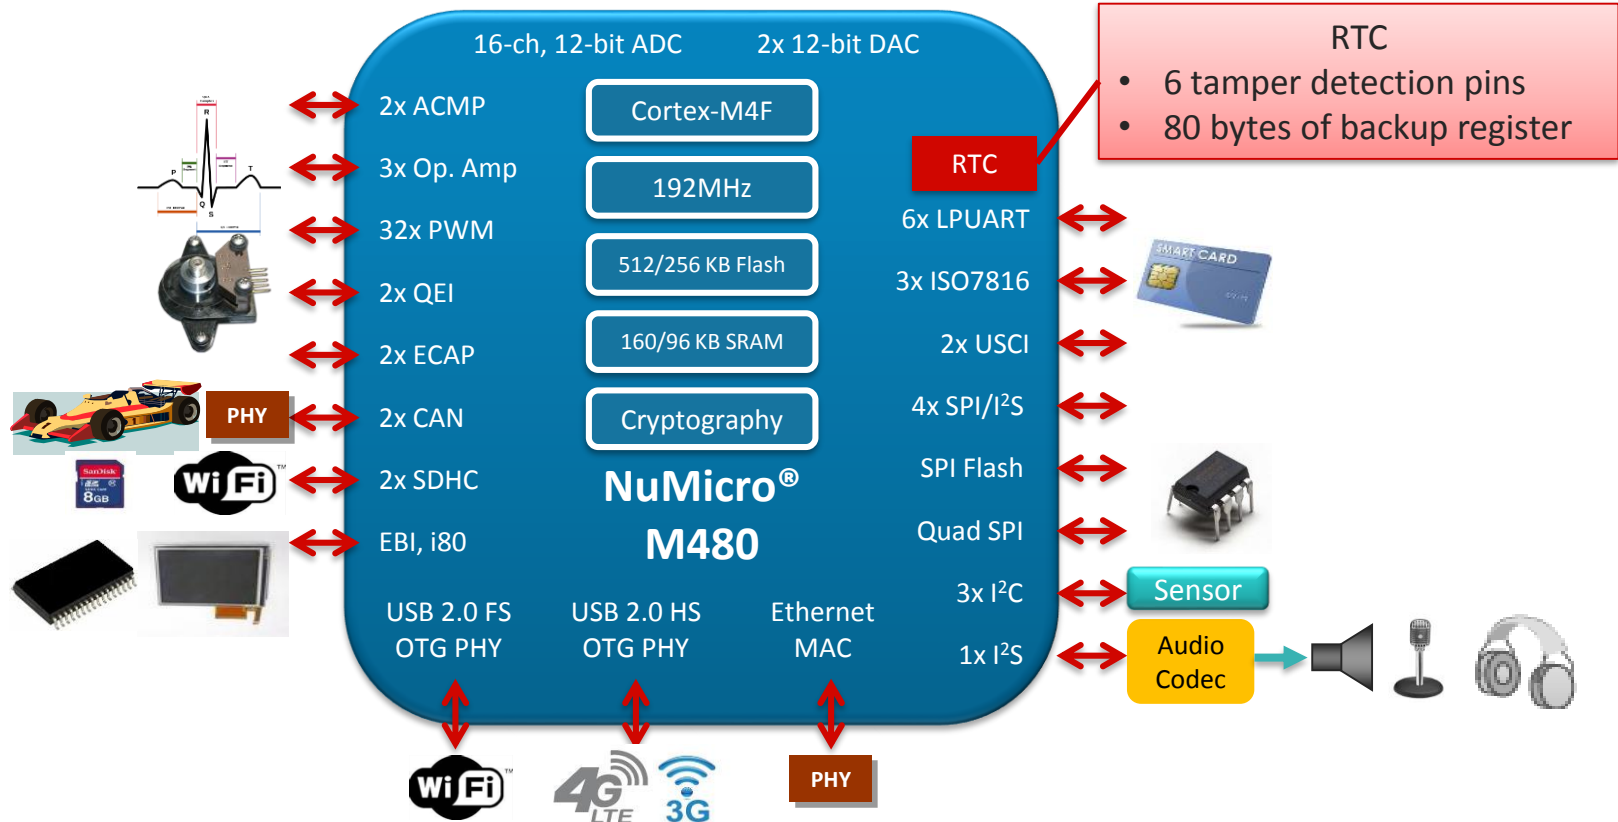 16-ch, 12-bit ADC
2x 12-bit DAC
RTC
• 6 tamper detection pins
• 80 bytes of backup register
2x ACMP
3x Op. Amp
32x PWM
2x QEI
2x ECAP
2x CAN
2x SDHC
EBI, i80
Cortex-M4F
192MHz
512/256 KB Flash
160/96 KB SRAM
Cryptography
NuMicro®
M480
RTC
6x LPUART
3x ISO7816
2x USCI
4x SPI/I²S
SPI Flash
Quad SPI
3x I²C
1x I²S
USB 2.0 FS
OTG PHY
USB 2.0 HS
OTG PHY
Ethernet
MAC
R
P
T
Q
S
PHY
SanDisk
8GB
WiFi™
SMART CARD
Sensor
Audio
Codec
WiFi™
4G
LTE
3G
PHY